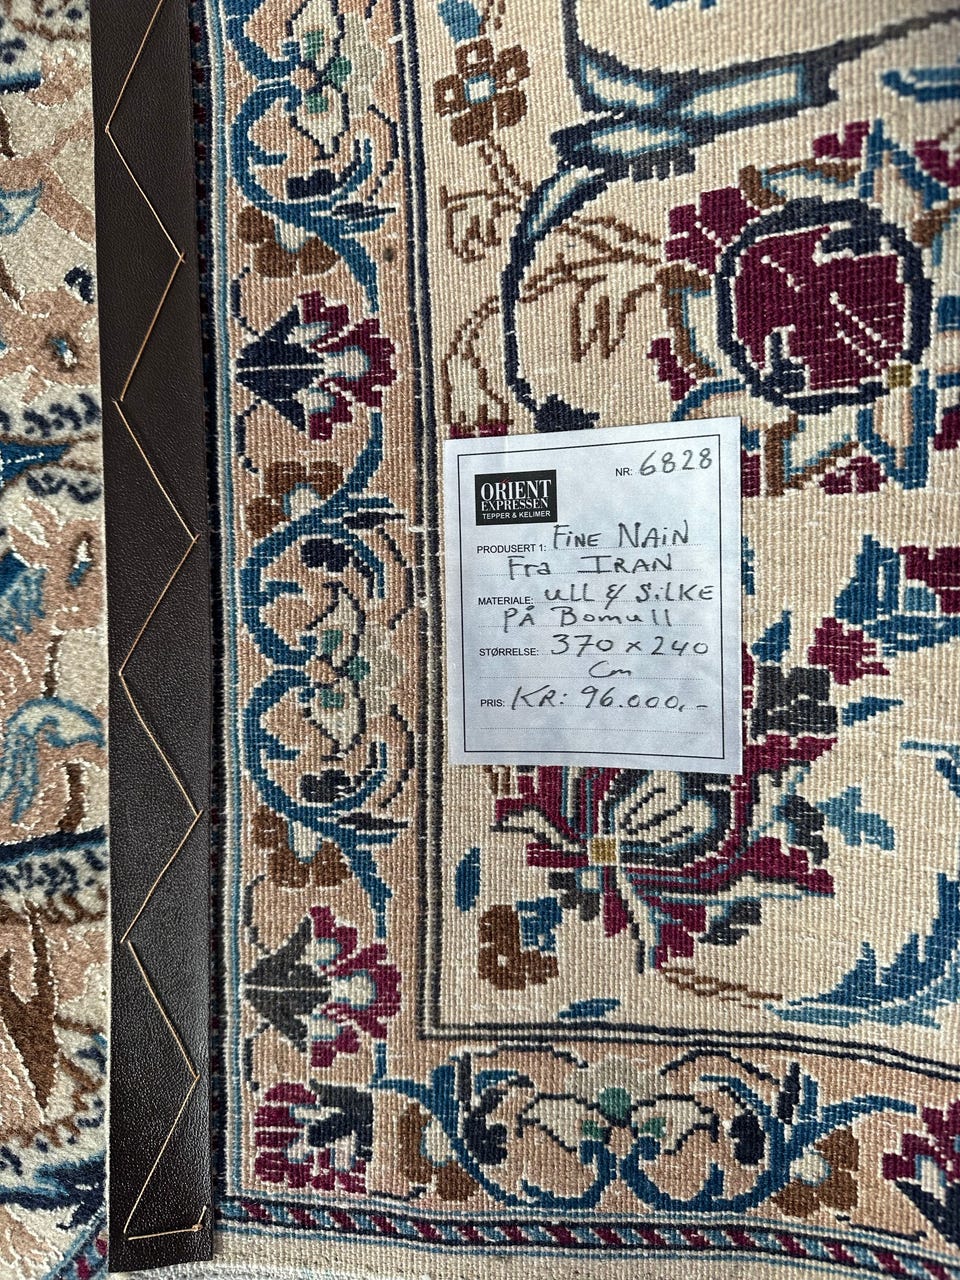 NR: 6828
ORIENT
EXPRESSEN
TEPPER & KELIMER
PRODUSERT I: FINE NAIN
Fra IRAN
MATERIALE: ULL & SILKE
PÅ Bomull
STØRRELSE: 370 x 240
Cm
PRIS: KR: 96.000,-